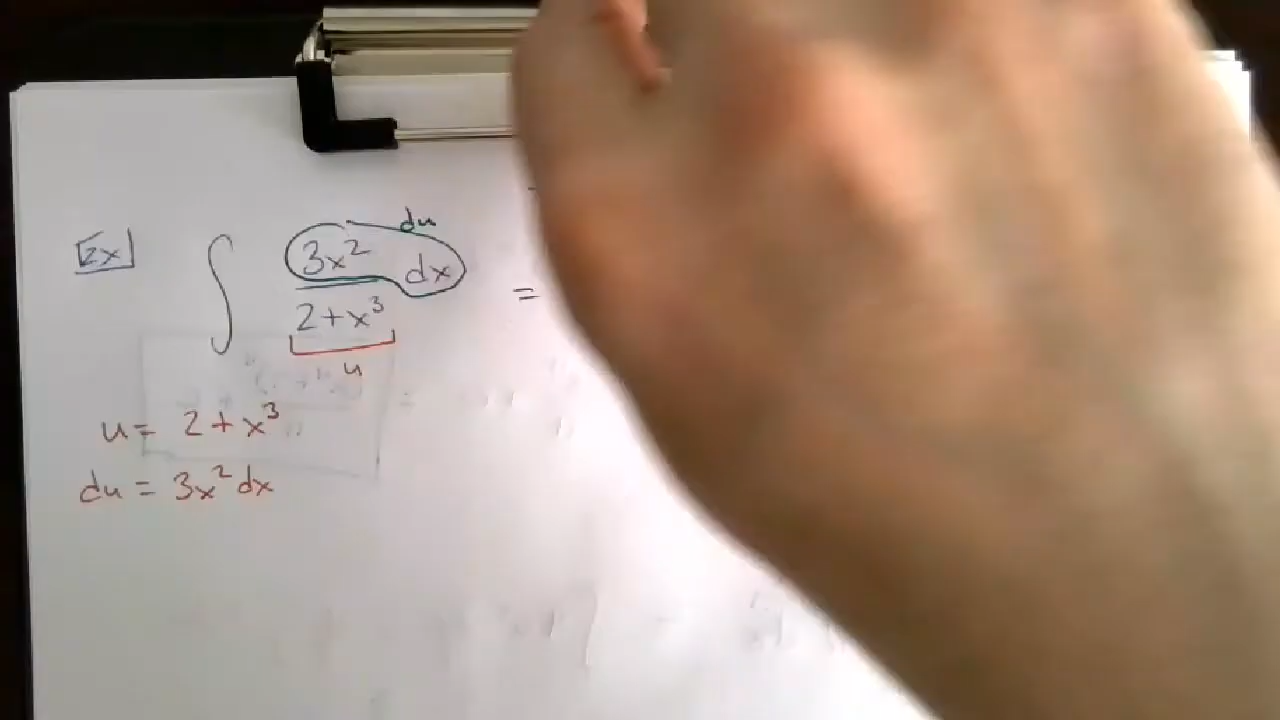 Ex
du
∫ 3x² / 2+x³ dx =
u
u = 2+x³
du = 3x² dx